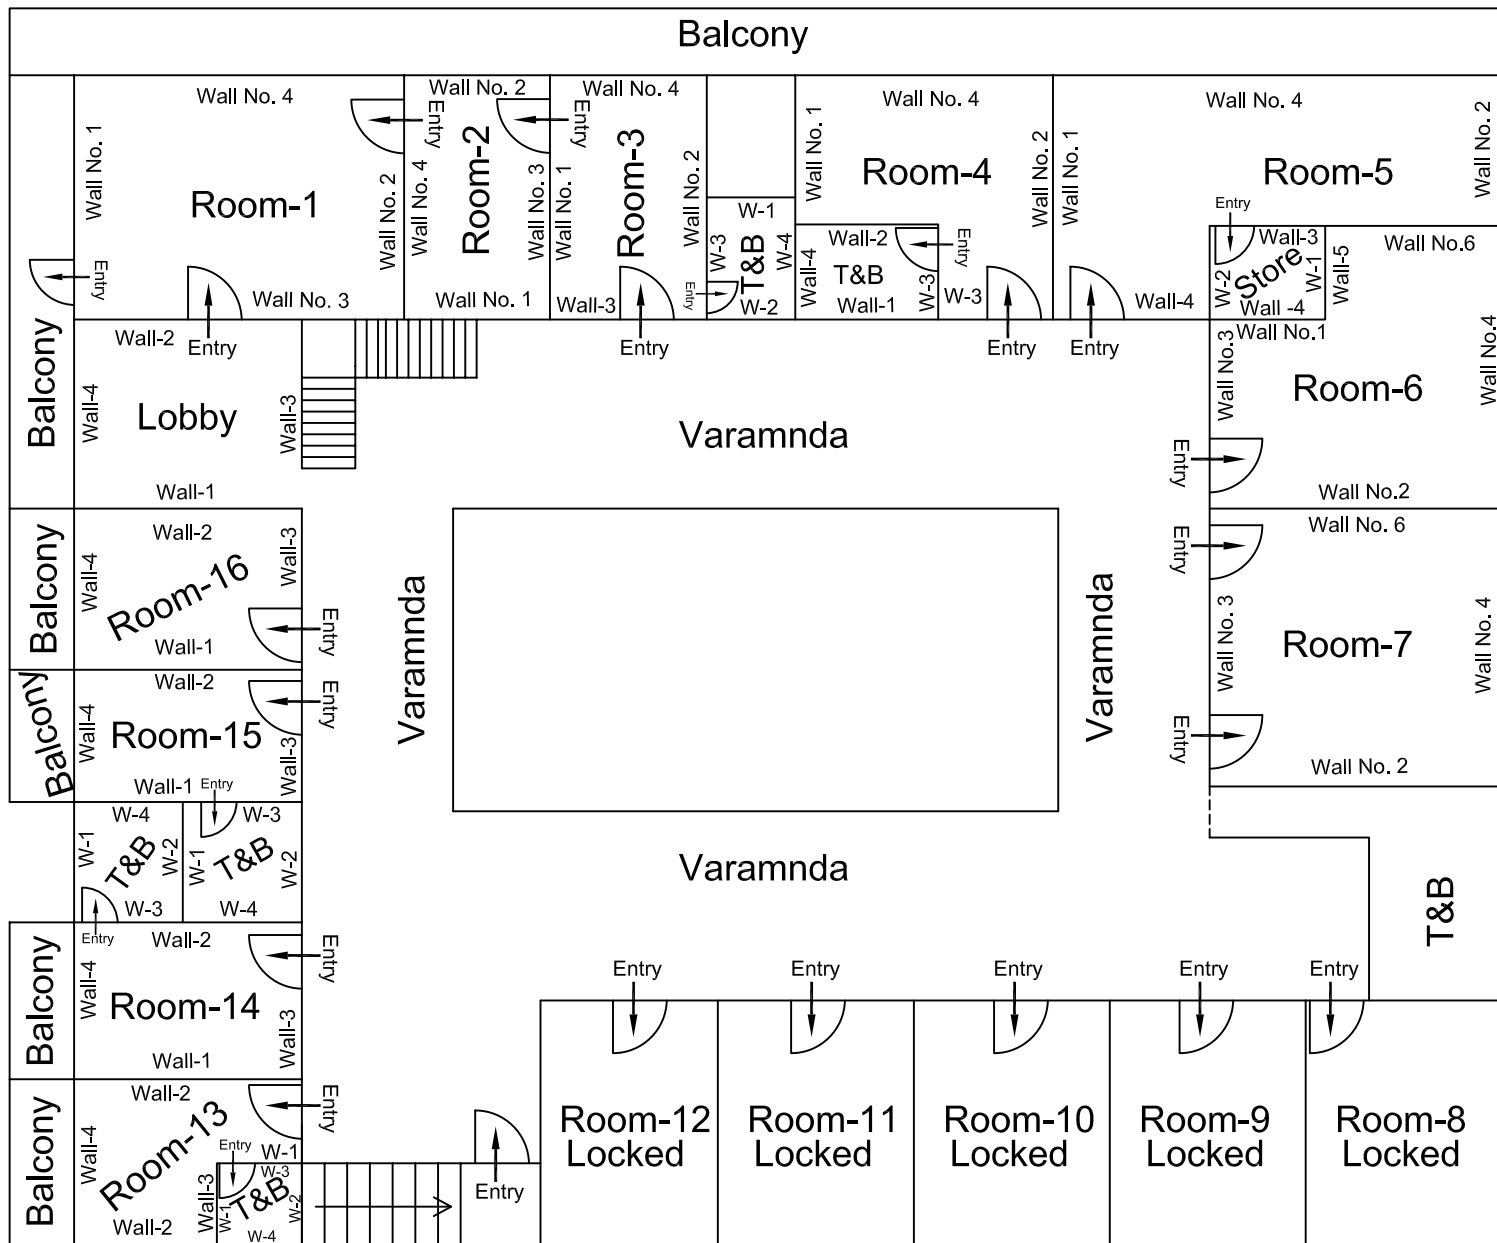 Balcony
Wall No. 4
Wall No. 1
Room-1
Wall No. 2
Wall No. 3
Entry
Entry
Entry
Wall No. 2
Room-2
Wall No. 4
Wall No. 3
Wall No. 1
Entry
Wall No. 4
Room-3
Wall No. 1
Wall No. 2
Wall-3
Entry
W-1
W-3
T&B
W-4
W-2
Entry
Wall No. 4
Wall No. 1
Room-4
Wall No. 2
Wall-2
Wall-4
T&B
Wall-1
W-3
Entry
W-3
Entry
Wall No. 4
Wall No. 1
Wall No. 2
Room-5
Wall-4
Entry
Entry
Wall-3
W-2
Store
W-1
Wall -4
Wall-5
Wall No.6
Wall No.1
Wall No.3
Wall No.4
Room-6
Entry
Wall No.2
Balcony
Wall-2
Wall-4
Lobby
Wall-3
Wall-1
Varamnda
Balcony
Wall-2
Wall-4
Room-16
Wall-3
Wall-1
Entry
Varamnda
Varamnda
Entry
Wall No. 6
Wall No. 3
Room-7
Wall No. 4
Entry
Wall No. 2
Balcony
Wall-2
Wall-4
Room-15
Wall-3
Wall-1
Entry
Entry
W-4
W-1
T&B
W-2
W-3
Entry
W-3
W-1
T&B
W-2
W-4
Varamnda
T&B
Balcony
Wall-2
Wall-4
Room-14
Wall-3
Wall-1
Entry
Entry
Entry
Entry
Entry
Entry
Balcony
Wall-2
Wall-4
Room-13
Entry
W-1
Entry
W-3
Wall-3
W-1
T&B
W-2
W-4
Wall-2
Entry
Room-12
Locked
Room-11
Locked
Room-10
Locked
Room-9
Locked
Room-8
Locked